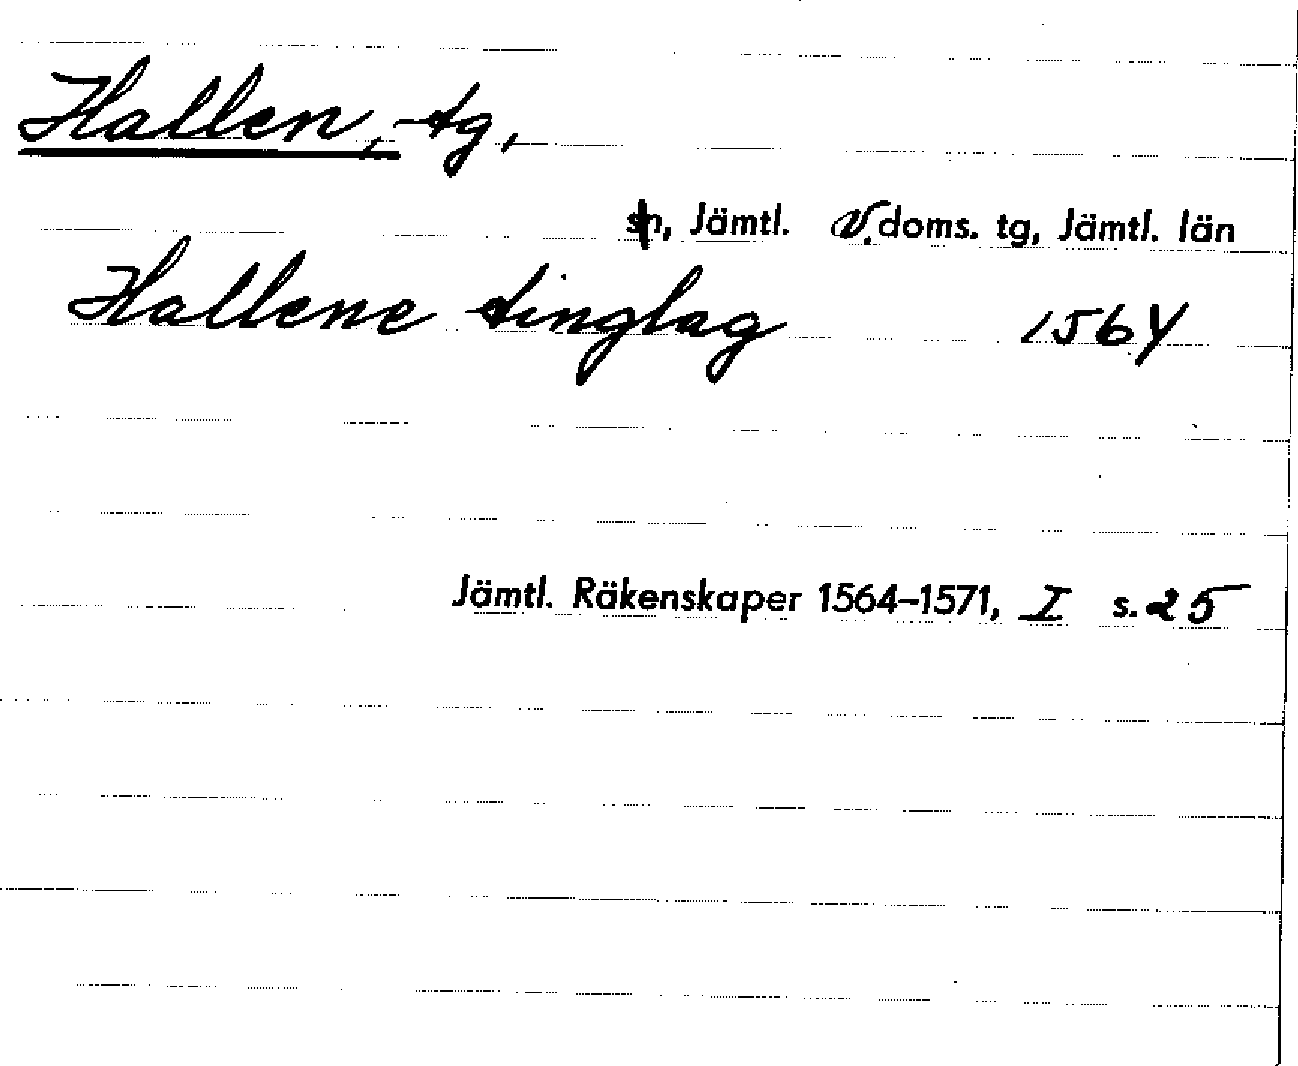 Hallen, tg,
sn, Jämtl. V. doms. tg, Jämtl. län
Hallene tinglag 1564
Jämtl. Räkenskaper 1564–1571, I s. 25